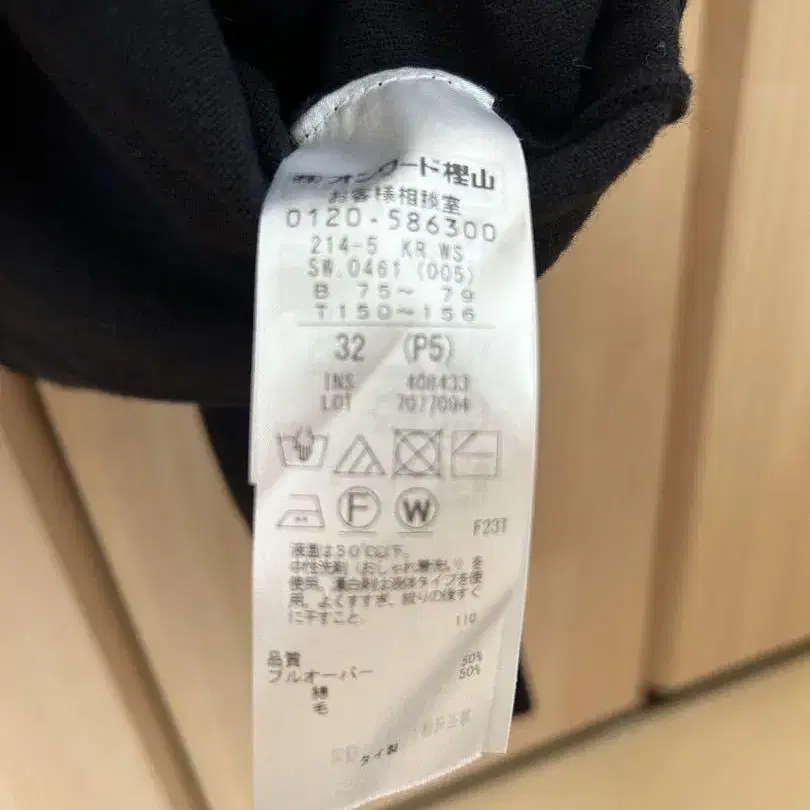 ㈱オンワード樫山
お客様相談室
0120-586300
214-5 KR.WS
SW.0461 (005)
B 75〜 79
T150〜156
32 (P5)
INS 408433
LOT 7077094
F W
F23T
液温は30℃以下。
中性洗剤（おしゃれ着洗い）を
使用。漂白剤は液体タイプを使
用。よくすすぎ、絞りの後すぐ
に干すこと。 110
品質
プルオーバー
綿 50%
毛 50%
タイ製